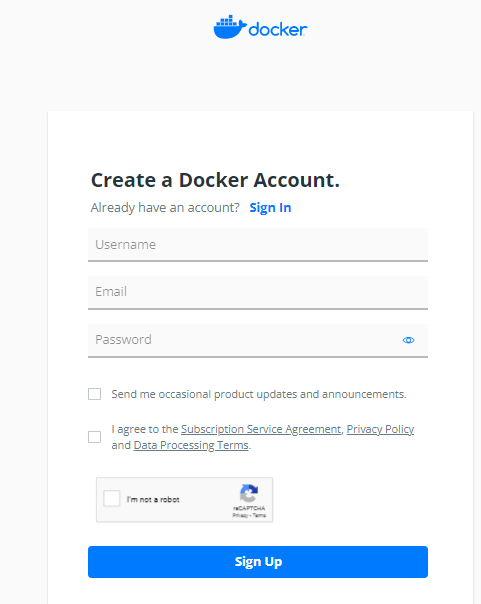 docker
Create a Docker Account.
Already have an account? Sign In
Username
Email
Password
Send me occasional product updates and announcements.
I agree to the Subscription Service Agreement, Privacy Policy
and Data Processing Terms.
I'm not a robot
reCAPTCHA
Privacy - Terms
Sign Up